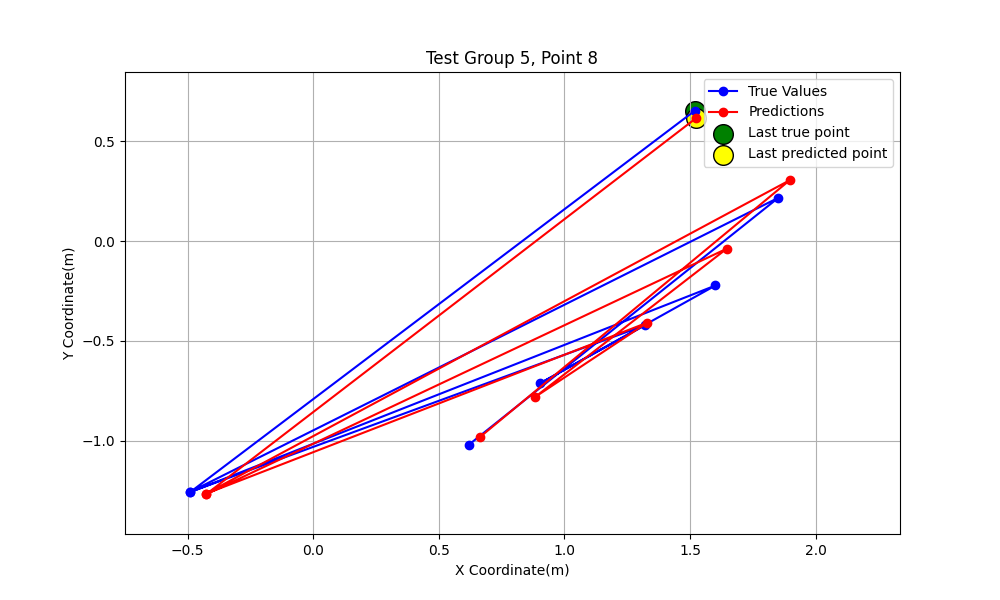 Test Group 5, Point 8
True Values
Predictions
Last true point
Last predicted point
0.5
0.0
−0.5
−1.0
Y Coordinate(m)
−0.5
0.0
0.5
1.0
1.5
2.0
X Coordinate(m)